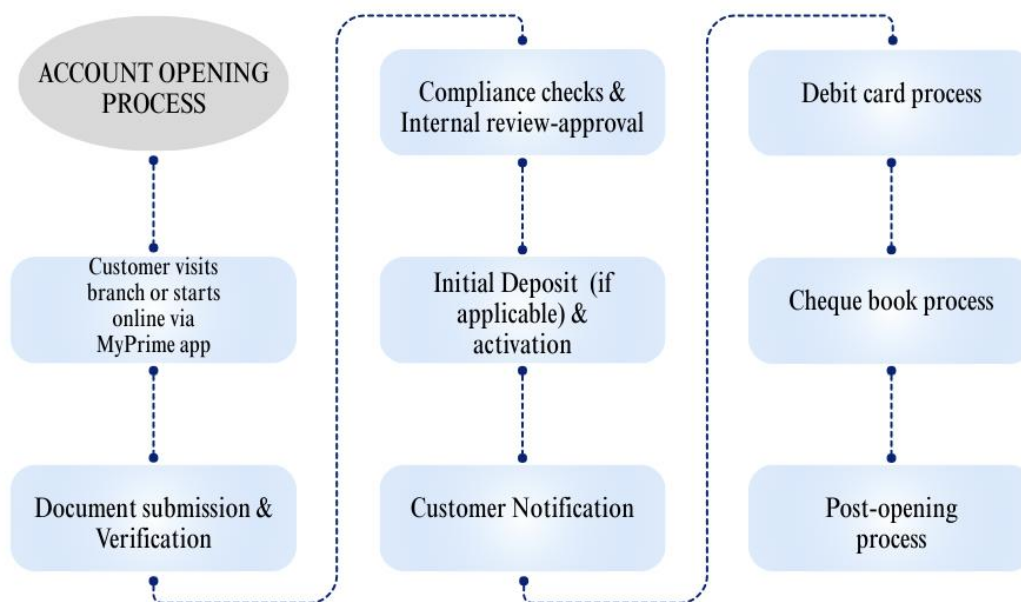 ACCOUNT OPENING
PROCESS
Customer visits
branch or starts
online via
MyPrime app
Document submission &
Verification
Compliance checks &
Internal review-approval
Initial Deposit (if
applicable) &
activation
Customer Notification
Debit card process
Cheque book process
Post-opening
process